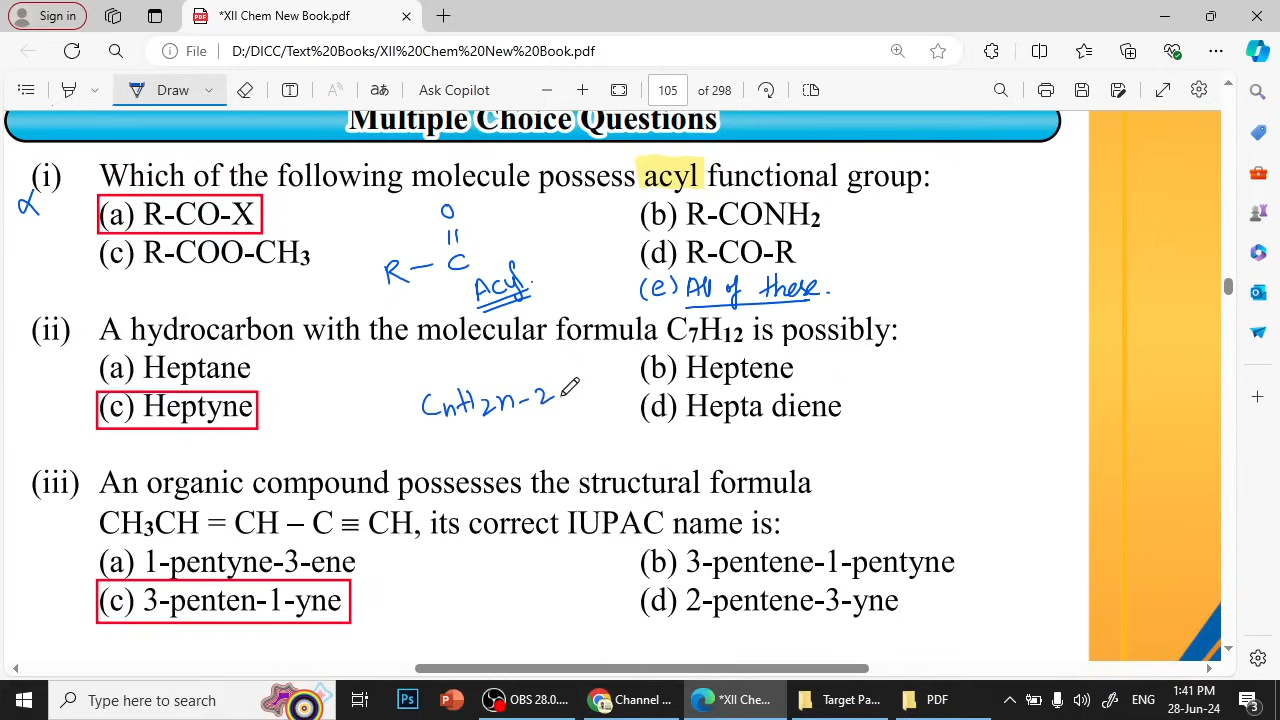 Sign in
*XII Chem New Book.pdf
File
D:/DICC/Text%20Books/XII%20Chem%20New%20Book.pdf
Draw
Ask Copilot
105 of 298
Multiple Choice Questions
(i) Which of the following molecule possess acyl functional group:
α
(a) R-CO-X (b) R-CONH₂
(c) R-COO-CH₃ (d) R-CO-R
O
R – C
Acyl.
(e) All of these.
(ii) A hydrocarbon with the molecular formula C₇H₁₂ is possibly:
(a) Heptane (b) Heptene
(c) Heptyne (d) Hepta diene
CnH2n-2
(iii) An organic compound possesses the structural formula
CH₃CH = CH – C ≡ CH, its correct IUPAC name is:
(a) 1-pentyne-3-ene (b) 3-pentene-1-pentyne
(c) 3-penten-1-yne (d) 2-pentene-3-yne
Type here to search
Ps
OBS 28.0....
Channel ...
*XII Che...
Target Pa...
PDF
ENG
1:41 PM
28-Jun-24
3